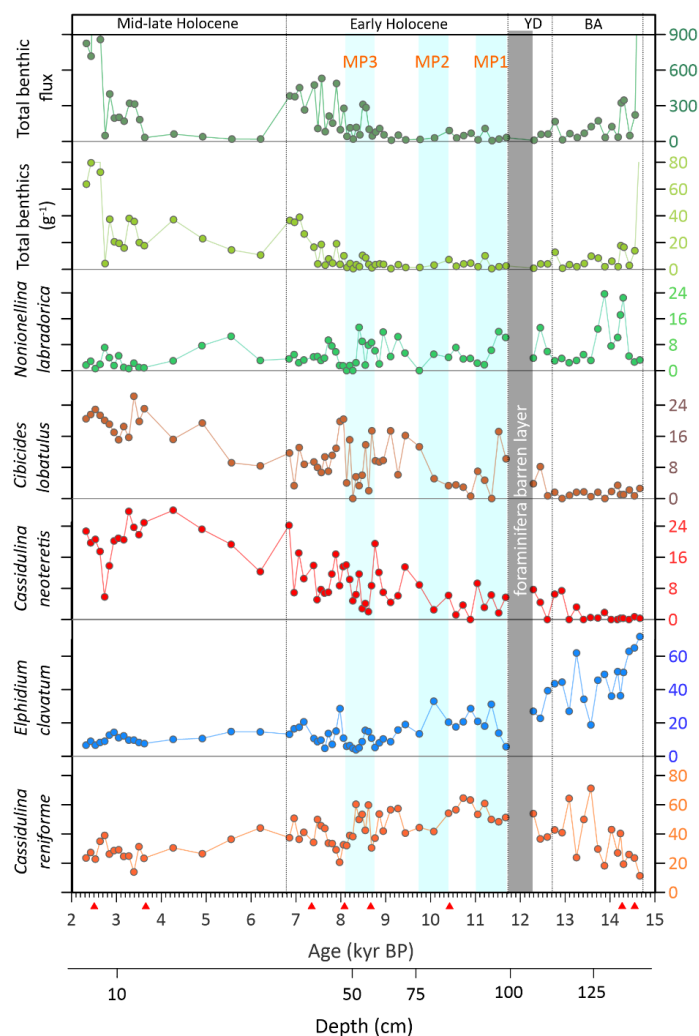 Mid-late Holocene Early Holocene YD BA
MP3 MP2 MP1
Total benthic
flux
900
600
300
0
Total benthics
(g⁻¹)
80
60
40
20
0
Nonionellina
labradorica
24
16
8
0
Cibicides
lobatulus
24
16
8
0
Cassidulina
neoteretis
24
16
8
0
Elphidium
clavatum
60
40
20
0
Cassidulina
reniforme
80
60
40
20
0
foraminifera barren layer
2 3 4 5 6 7 8 9 10 11 12 13 14 15
Age (kyr BP)
10 50 75 100 125
Depth (cm)